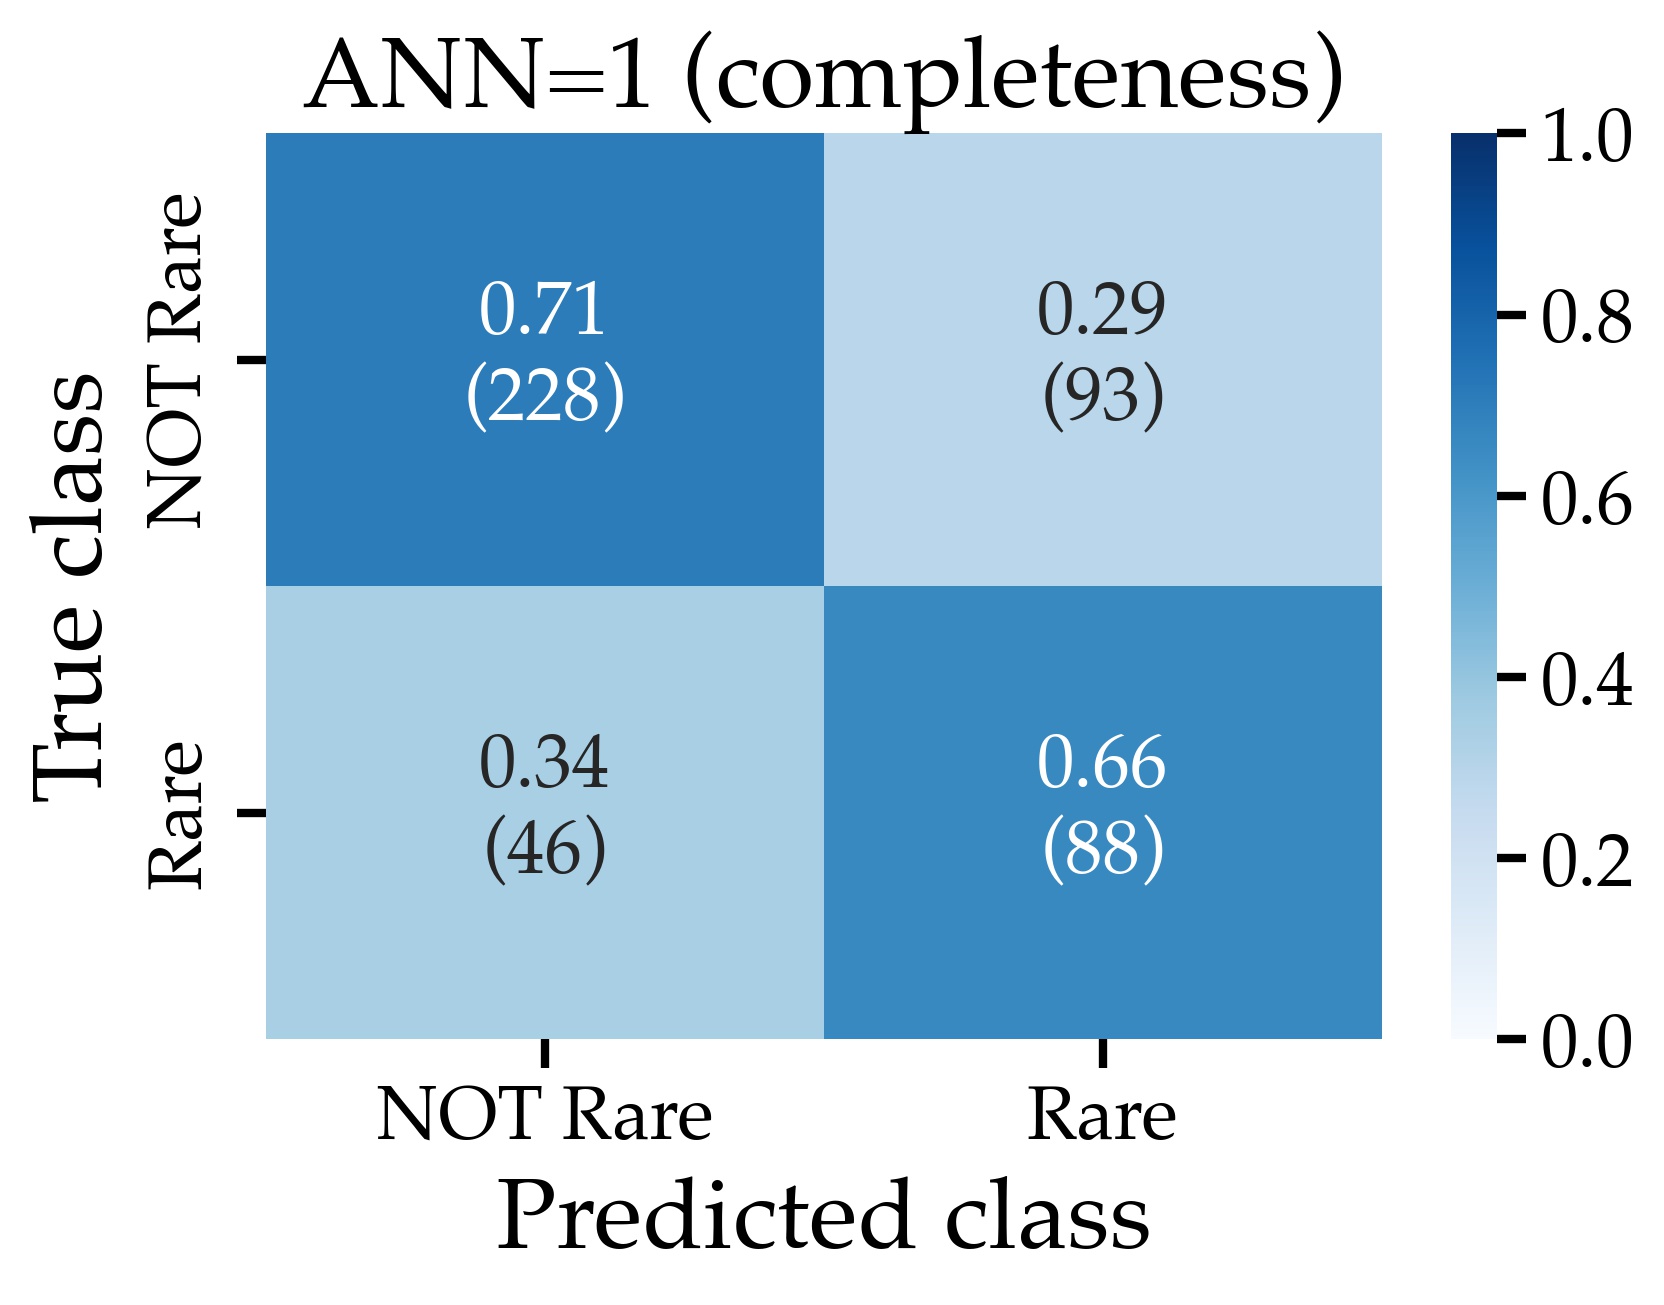 ANN=1 (completeness)
True class
NOT Rare
Rare
0.71
(228)
0.29
(93)
0.34
(46)
0.66
(88)
NOT Rare
Rare
Predicted class
1.0
0.8
0.6
0.4
0.2
0.0